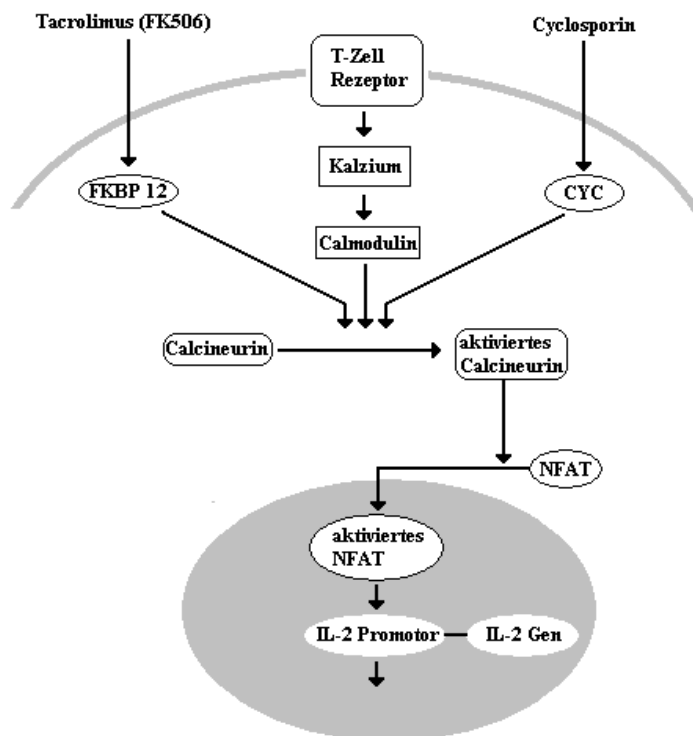 Tacrolimus (FK506)
Cyclosporin
T-Zell
Rezeptor
Kalzium
FKBP 12
CYC
Calmodulin
Calcineurin
aktiviertes
Calcineurin
NFAT
aktiviertes
NFAT
IL-2 Promotor
IL-2 Gen